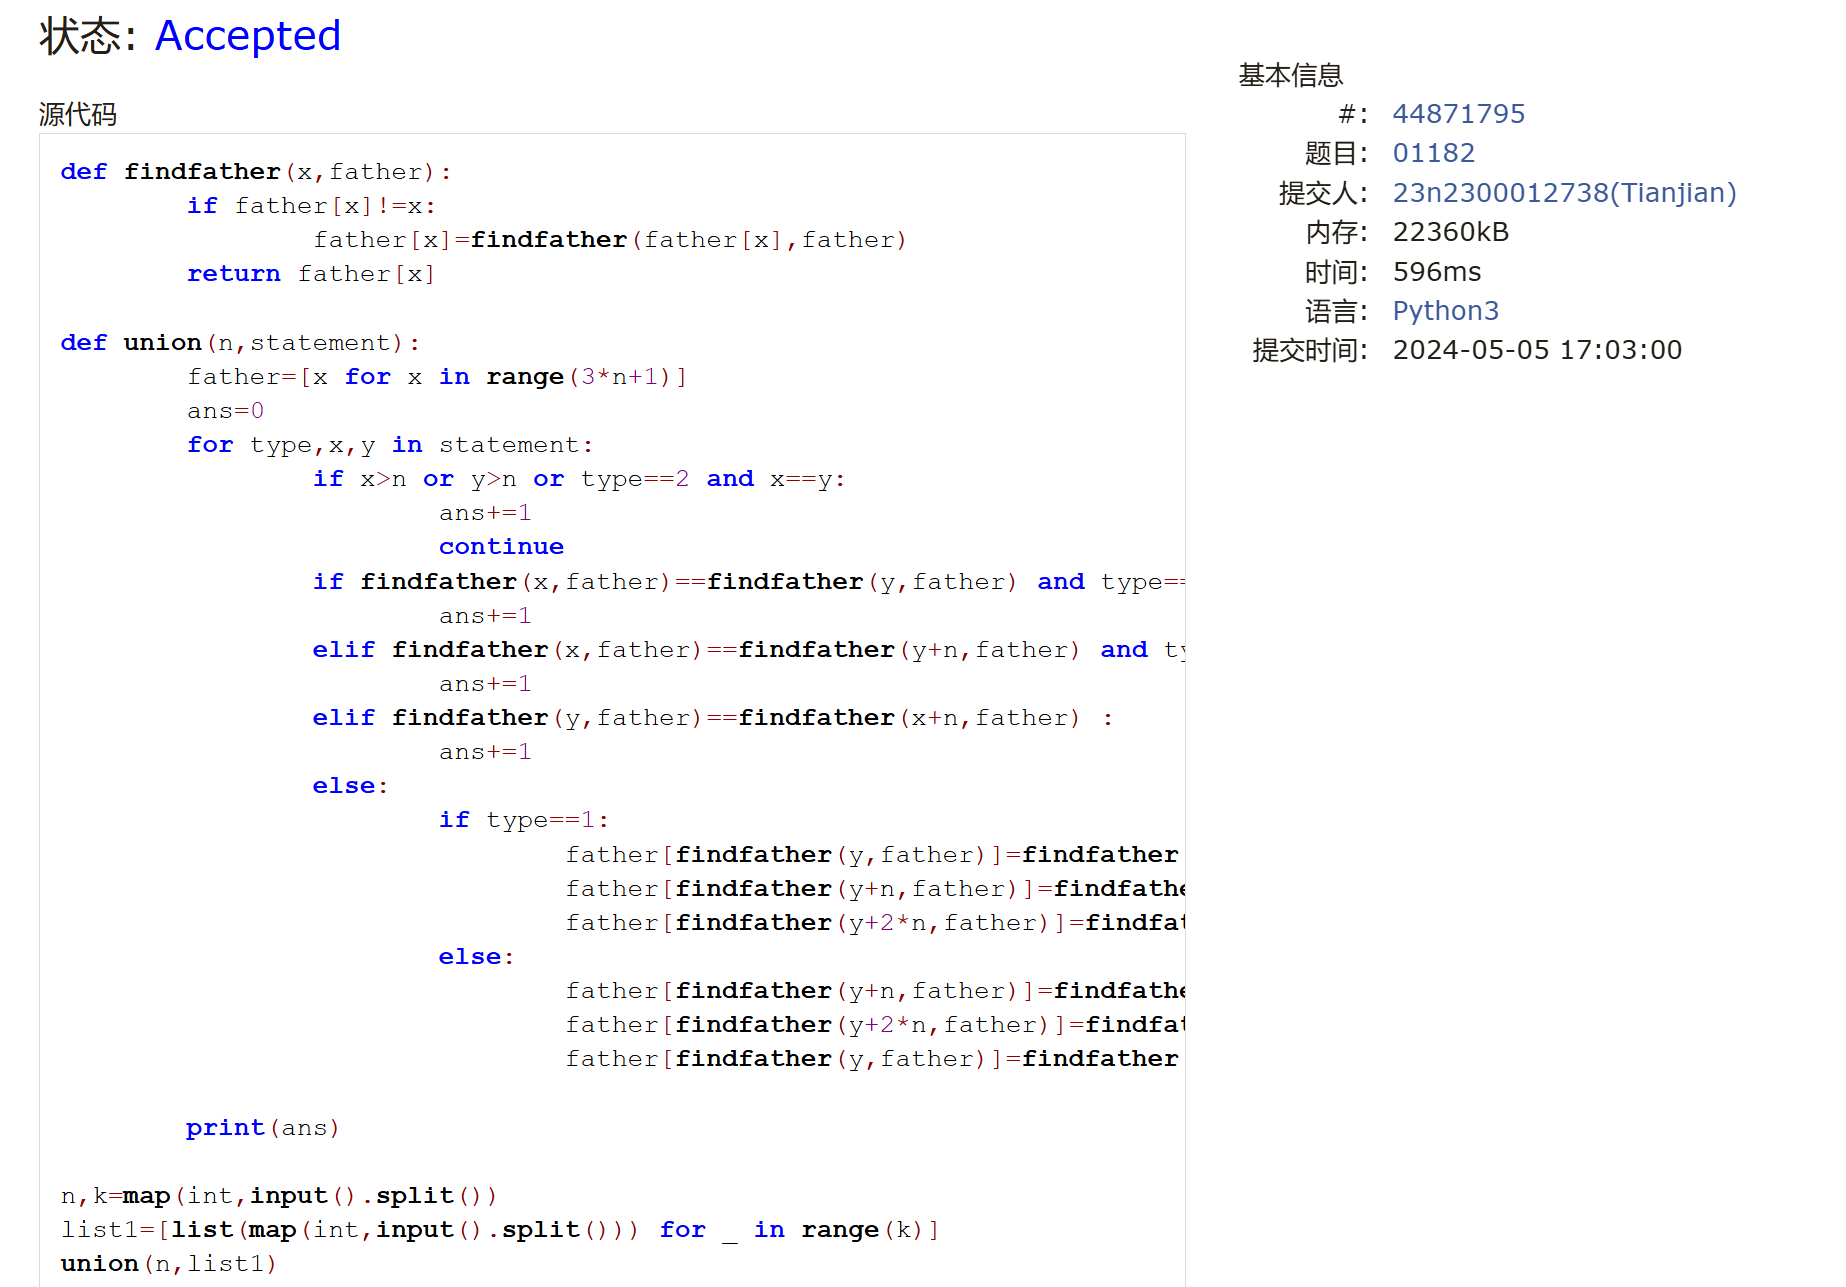 状态: Accepted
源代码
def findfather(x,father):
        if father[x]!=x:
                father[x]=findfather(father[x],father)
        return father[x]
def union(n,statement):
        father=[x for x in range(3*n+1)]
        ans=0
        for type,x,y in statement:
                if x>n or y>n or type==2 and x==y:
                        ans+=1
                        continue
                if findfather(x,father)==findfather(y,father) and type==
                        ans+=1
                elif findfather(x,father)==findfather(y+n,father) and ty
                        ans+=1
                elif findfather(y,father)==findfather(x+n,father) :
                        ans+=1
                else:
                        if type==1:
                                father[findfather(y,father)]=findfather
                                father[findfather(y+n,father)]=findfathe
                                father[findfather(y+2*n,father)]=findfat
                        else:
                                father[findfather(y+n,father)]=findfathe
                                father[findfather(y+2*n,father)]=findfat
                                father[findfather(y,father)]=findfather
        print(ans)
n,k=map(int,input().split())
list1=[list(map(int,input().split())) for _ in range(k)]
union(n,list1)
基本信息
#: 44871795
题目: 01182
提交人: 23n2300012738(Tianjian)
内存: 22360kB
时间: 596ms
语言: Python3
提交时间: 2024-05-05 17:03:00